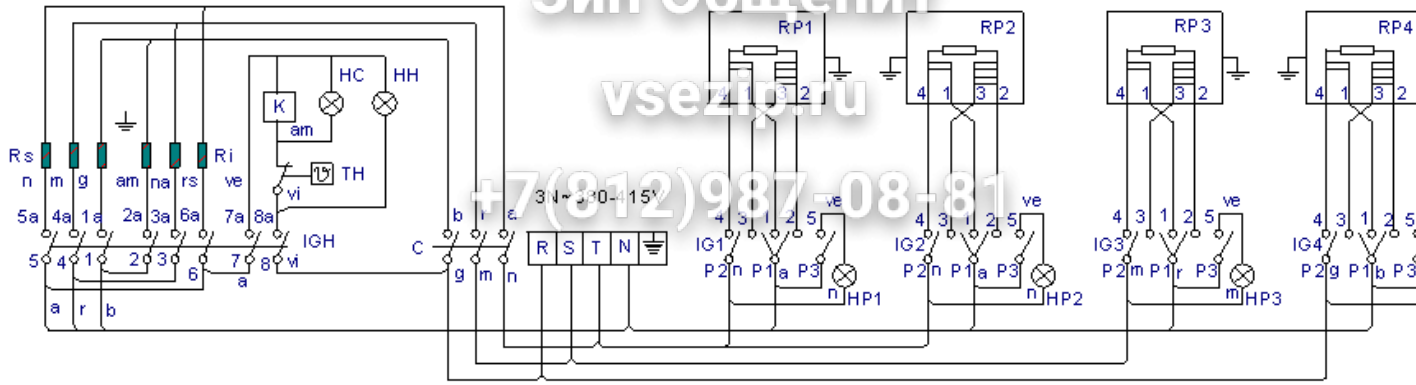 Зип Общепит
RP1 RP2 RP3 RP4
HC HH
K
vsezip.ru
4 1 3 2 4 1 3 2 4 1 3 2 4 1 3 2
am
Rs Ri
TH
n m g am na rs ve vi
+7(812)987-08-81
3N~380-415V
5a 4a 1a 2a 3a 6a 7a 8a
b r a
4 3 1 2 5 ve 4 3 1 2 5 ve 4 3 1 2 5 ve 4 3 1 2 5
IGH C R S T N IG1 IG2 IG3 IG4
5 4 1 2 3 6 7 8 vi
a g m n
P2 n P1 a P3 P2 n P1 a P3 P2 m P1 r P3 P2 g P1 b P3
n HP1 n HP2 m HP3
a r b